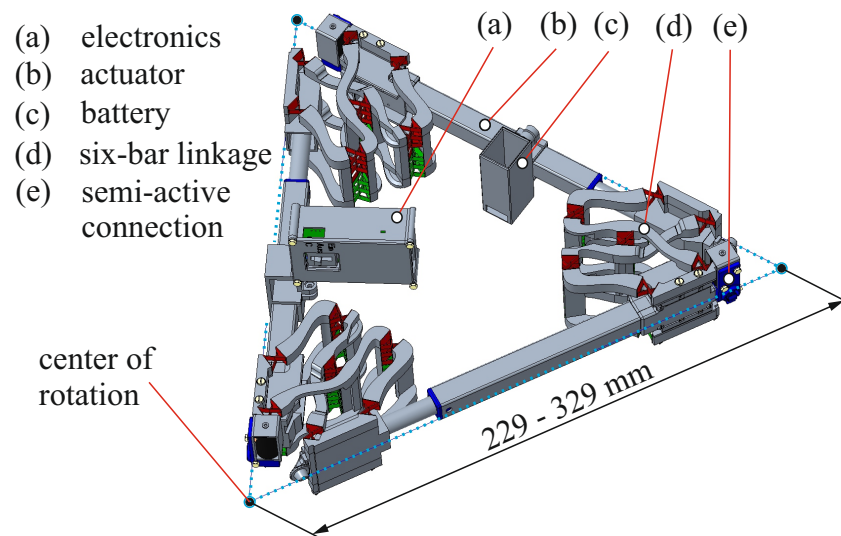 (a) (b) (c) (d) (e)
(a) electronics
(b) actuator
(c) battery
(d) six-bar linkage
(e) semi-active
connection
center of
rotation
229 - 329 mm